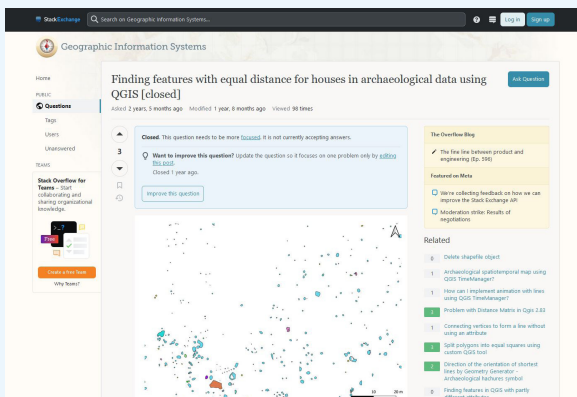 StackExchange
Search on Geographic Information Systems...
Log in
Sign up
Geographic Information Systems
Home
PUBLIC
Questions
Tags
Users
Unanswered
TEAMS
Stack Overflow for
Teams – Start
collaborating and
sharing organizational
knowledge.
Free
Create a free Team
Why Teams?
Finding features with equal distance for houses in archaeological data using
QGIS [closed]
Ask Question
Asked 2 years, 5 months ago Modified 1 year, 8 months ago Viewed 98 times
3
Closed. This question needs to be more focused. It is not currently accepting answers.
Want to improve this question? Update the question so it focuses on one problem only by editing
this post.
Closed 1 year ago.
Improve this question
10 20 m
The Overflow Blog
The fine line between product and
engineering (Ep. 596)
Featured on Meta
We're collecting feedback on how we can
improve the Stack Exchange API
Moderation strike: Results of
negotiations
Related
0 Delete shapefile object
1 Archaeological spatiotemporal map using
QGIS TimeManager?
1 How can I implement animation with lines
using QGIS TimeManager?
3 Problem with Distance Matrix in Qgis 2.83
1 Connecting vertices to form a line without
using an attribute
3 Split polygons into equal squares using
custom QGIS tool
2 Direction of the orientation of shortest
lines by Geometry Generator -
Archaeological hachures symbol
0 Finding features in QGIS with partly